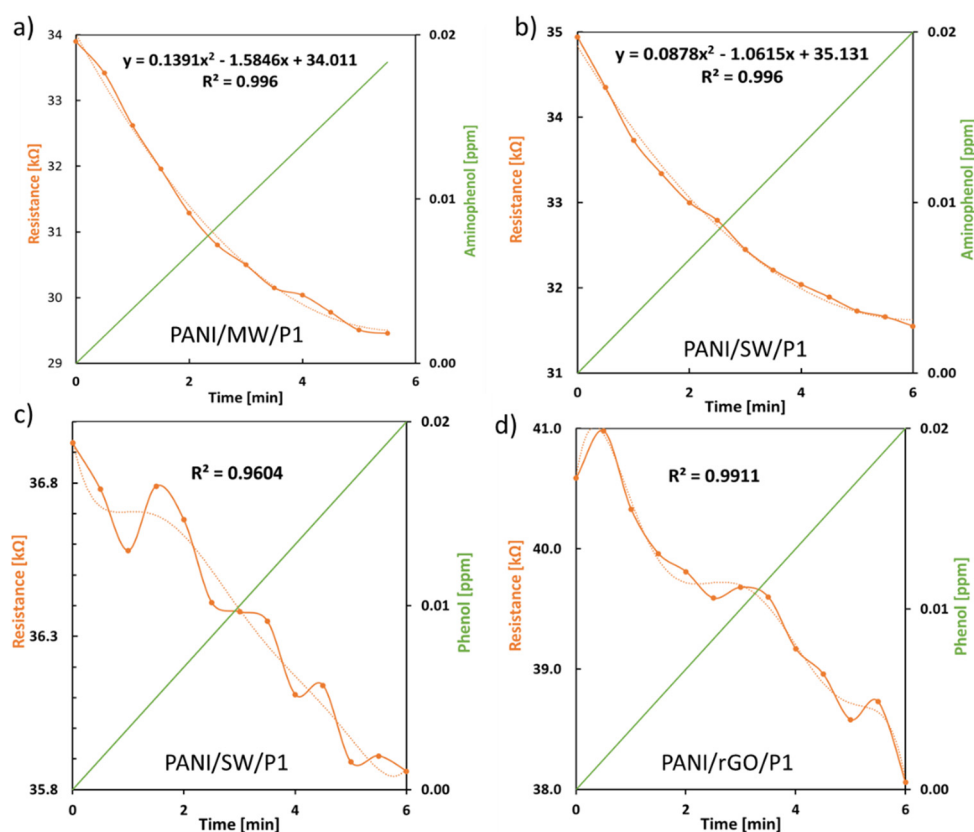 a)
y = 0.1391x² - 1.5846x + 34.011
R² = 0.996
34
33
32
31
30
29
Resistance [kΩ]
0.02
0.01
0.00
Aminophenol [ppm]
PANI/MW/P1
0 2 4 6
Time [min]
b)
y = 0.0878x² - 1.0615x + 35.131
R² = 0.996
35
34
33
32
31
Resistance [kΩ]
0.02
0.01
0.00
Aminophenol [ppm]
PANI/SW/P1
0 2 4 6
Time [min]
c)
R² = 0.9604
36.8
36.3
35.8
Resistance [kΩ]
0.02
0.01
0.00
Phenol [ppm]
PANI/SW/P1
0 2 4 6
Time [min]
d)
R² = 0.9911
41.0
40.0
39.0
38.0
Resistance [kΩ]
0.02
0.01
0.00
Phenol [ppm]
PANI/rGO/P1
0 2 4 6
Time [min]